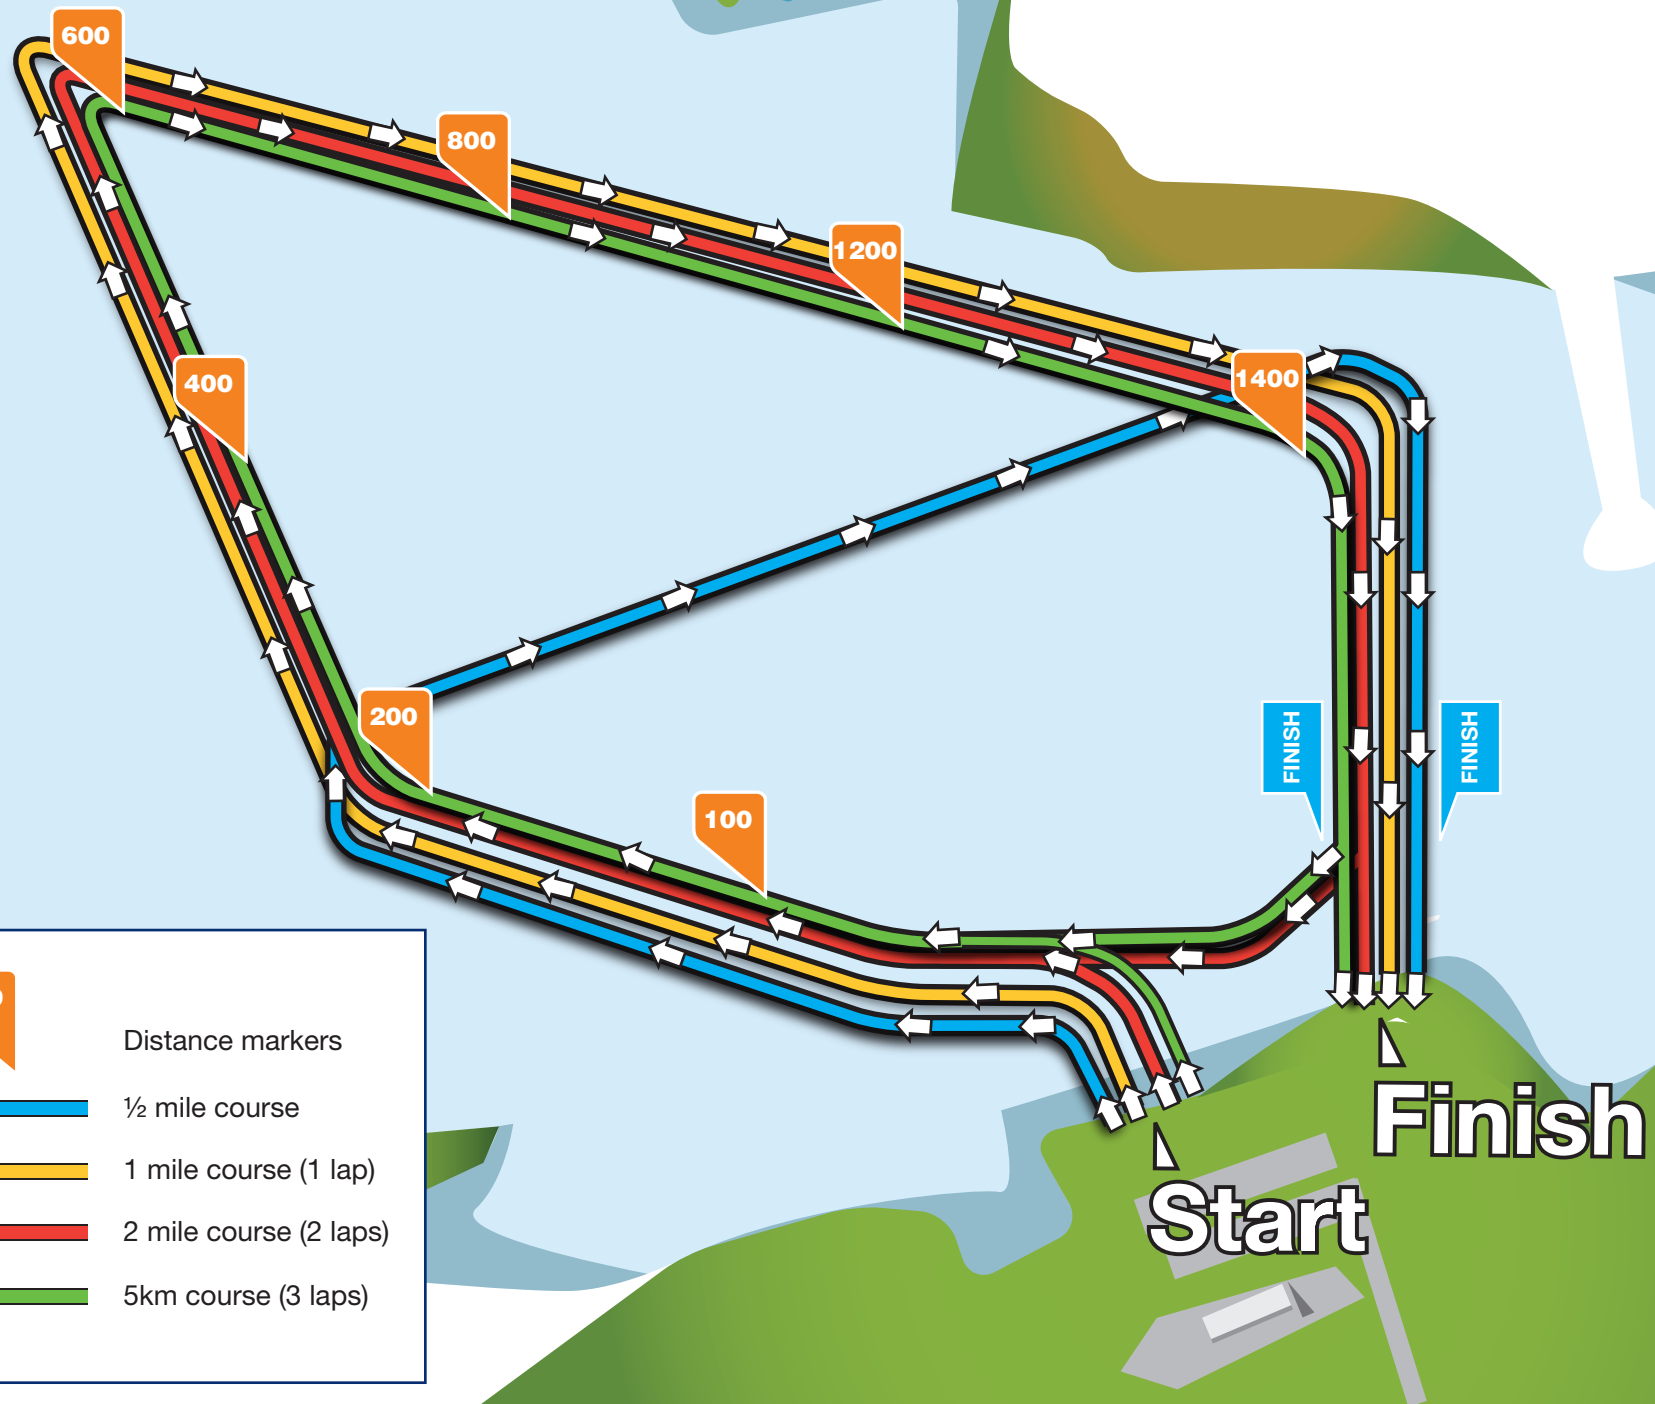 600
800
1200
1400
400
200
100
FINISH
FINISH
Distance markers
½ mile course
1 mile course (1 lap)
2 mile course (2 laps)
5km course (3 laps)
Finish
Start